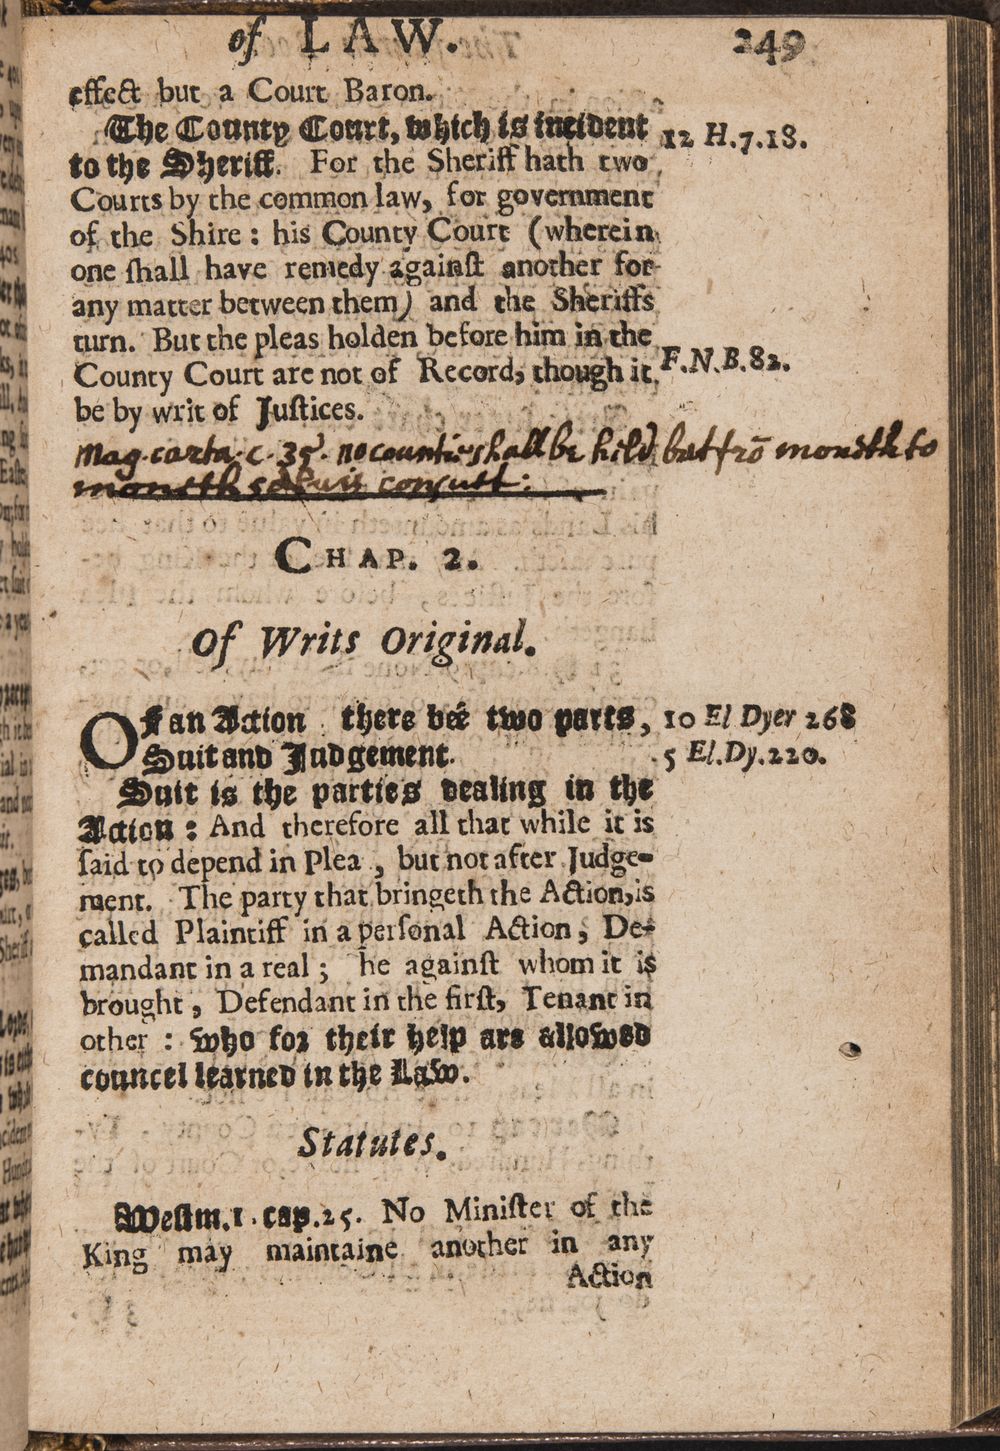 of LAW. 249
effect but a Court Baron.
The County Court, which is incident 12 H.7.18.
to the Sheriff. For the Sheriff hath two
Courts by the common law, for government
of the Shire : his County Court (wherein
one ſhall have remedy againſt another for
any matter between them) and the Sheriffs
turn. But the pleas holden before him in the
County Court are not of Record, though it F.N.B.82.
be by writ of Juſtices.
Mag. carta. c. 35. no countie shall be hild but frō moneth to
moneth
CHAP. 2.
Of Writs Original.
OF an Action there beé two parts, 10 El Dyer 268
Suit and Judgement. 5 El.Dy.220.
Suit is the parties dealing in the
Action : And therefore all that while it is
ſaid to depend in Plea , but not after Judge-
ment. The party that bringeth the Action, is
called Plaintiff in a perſonal Action ; De-
mandant in a real ; he againſt whom it is
brought , Defendant in the firſt, Tenant in
other : who for their help are allowed
councel learned in the Law.
Statutes.
Weſtm.1.cap.25. No Miniſter of the
King may maintaine another in any
Action